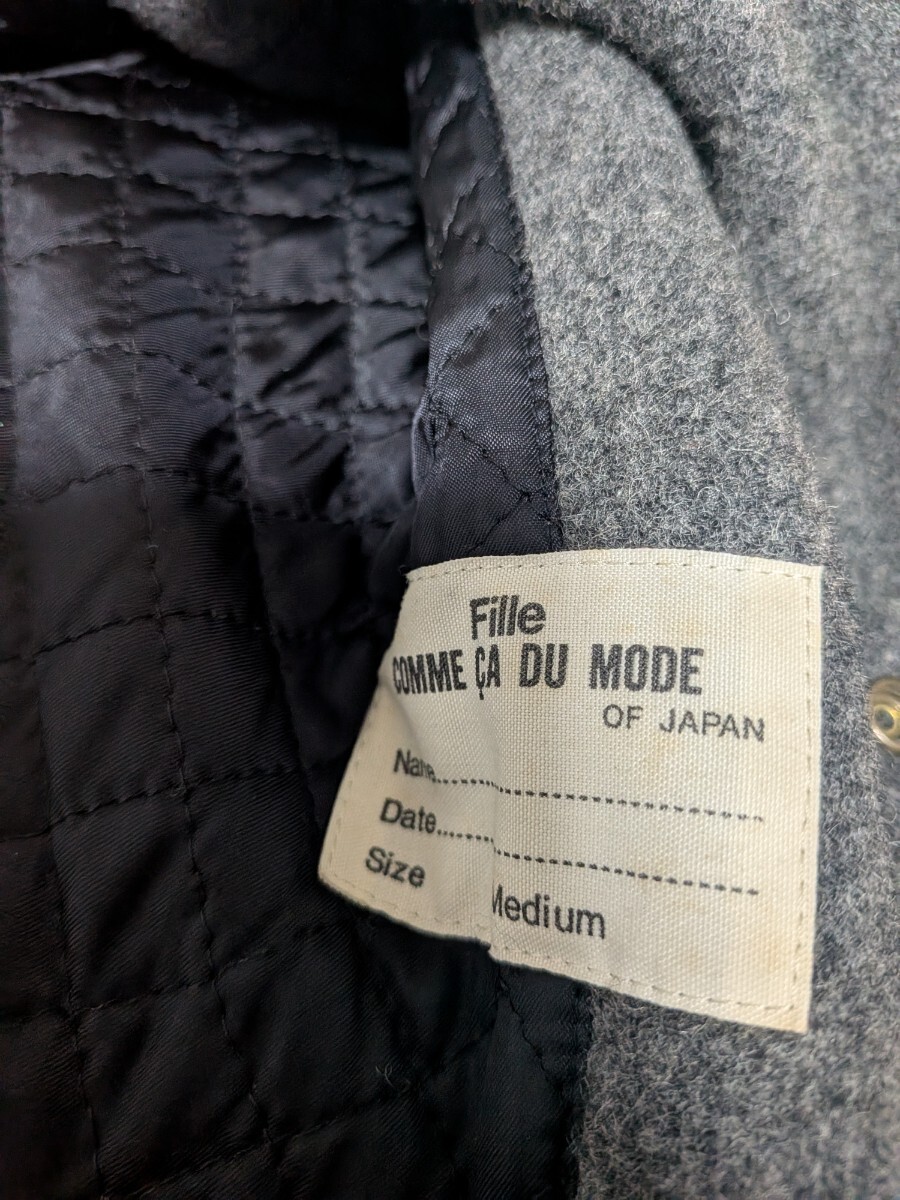 Fille
COMME ÇA DU MODE
OF JAPAN
Name
Date
Size Medium